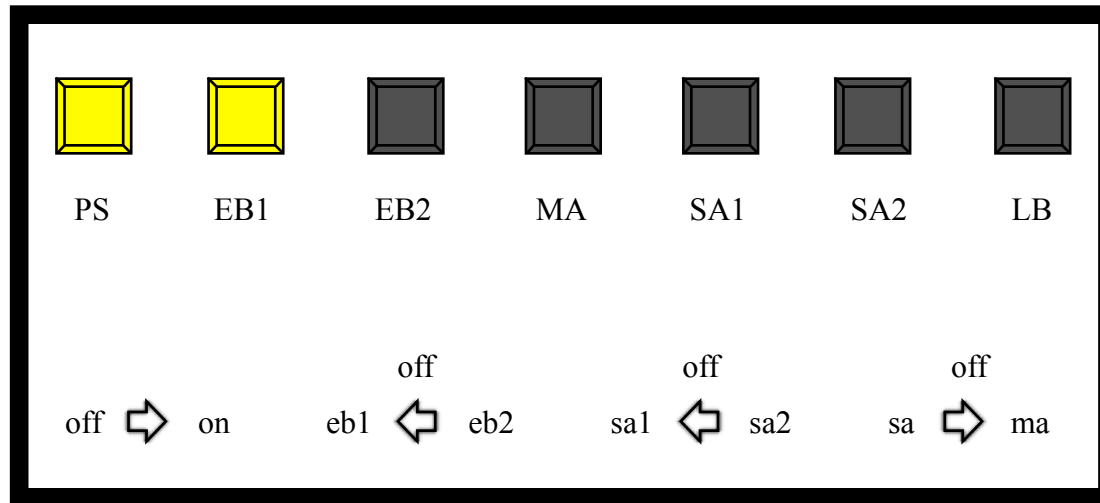 PS EB1 EB2 MA SA1 SA2 LB
off off off
off on eb1 eb2 sa1 sa2 sa ma